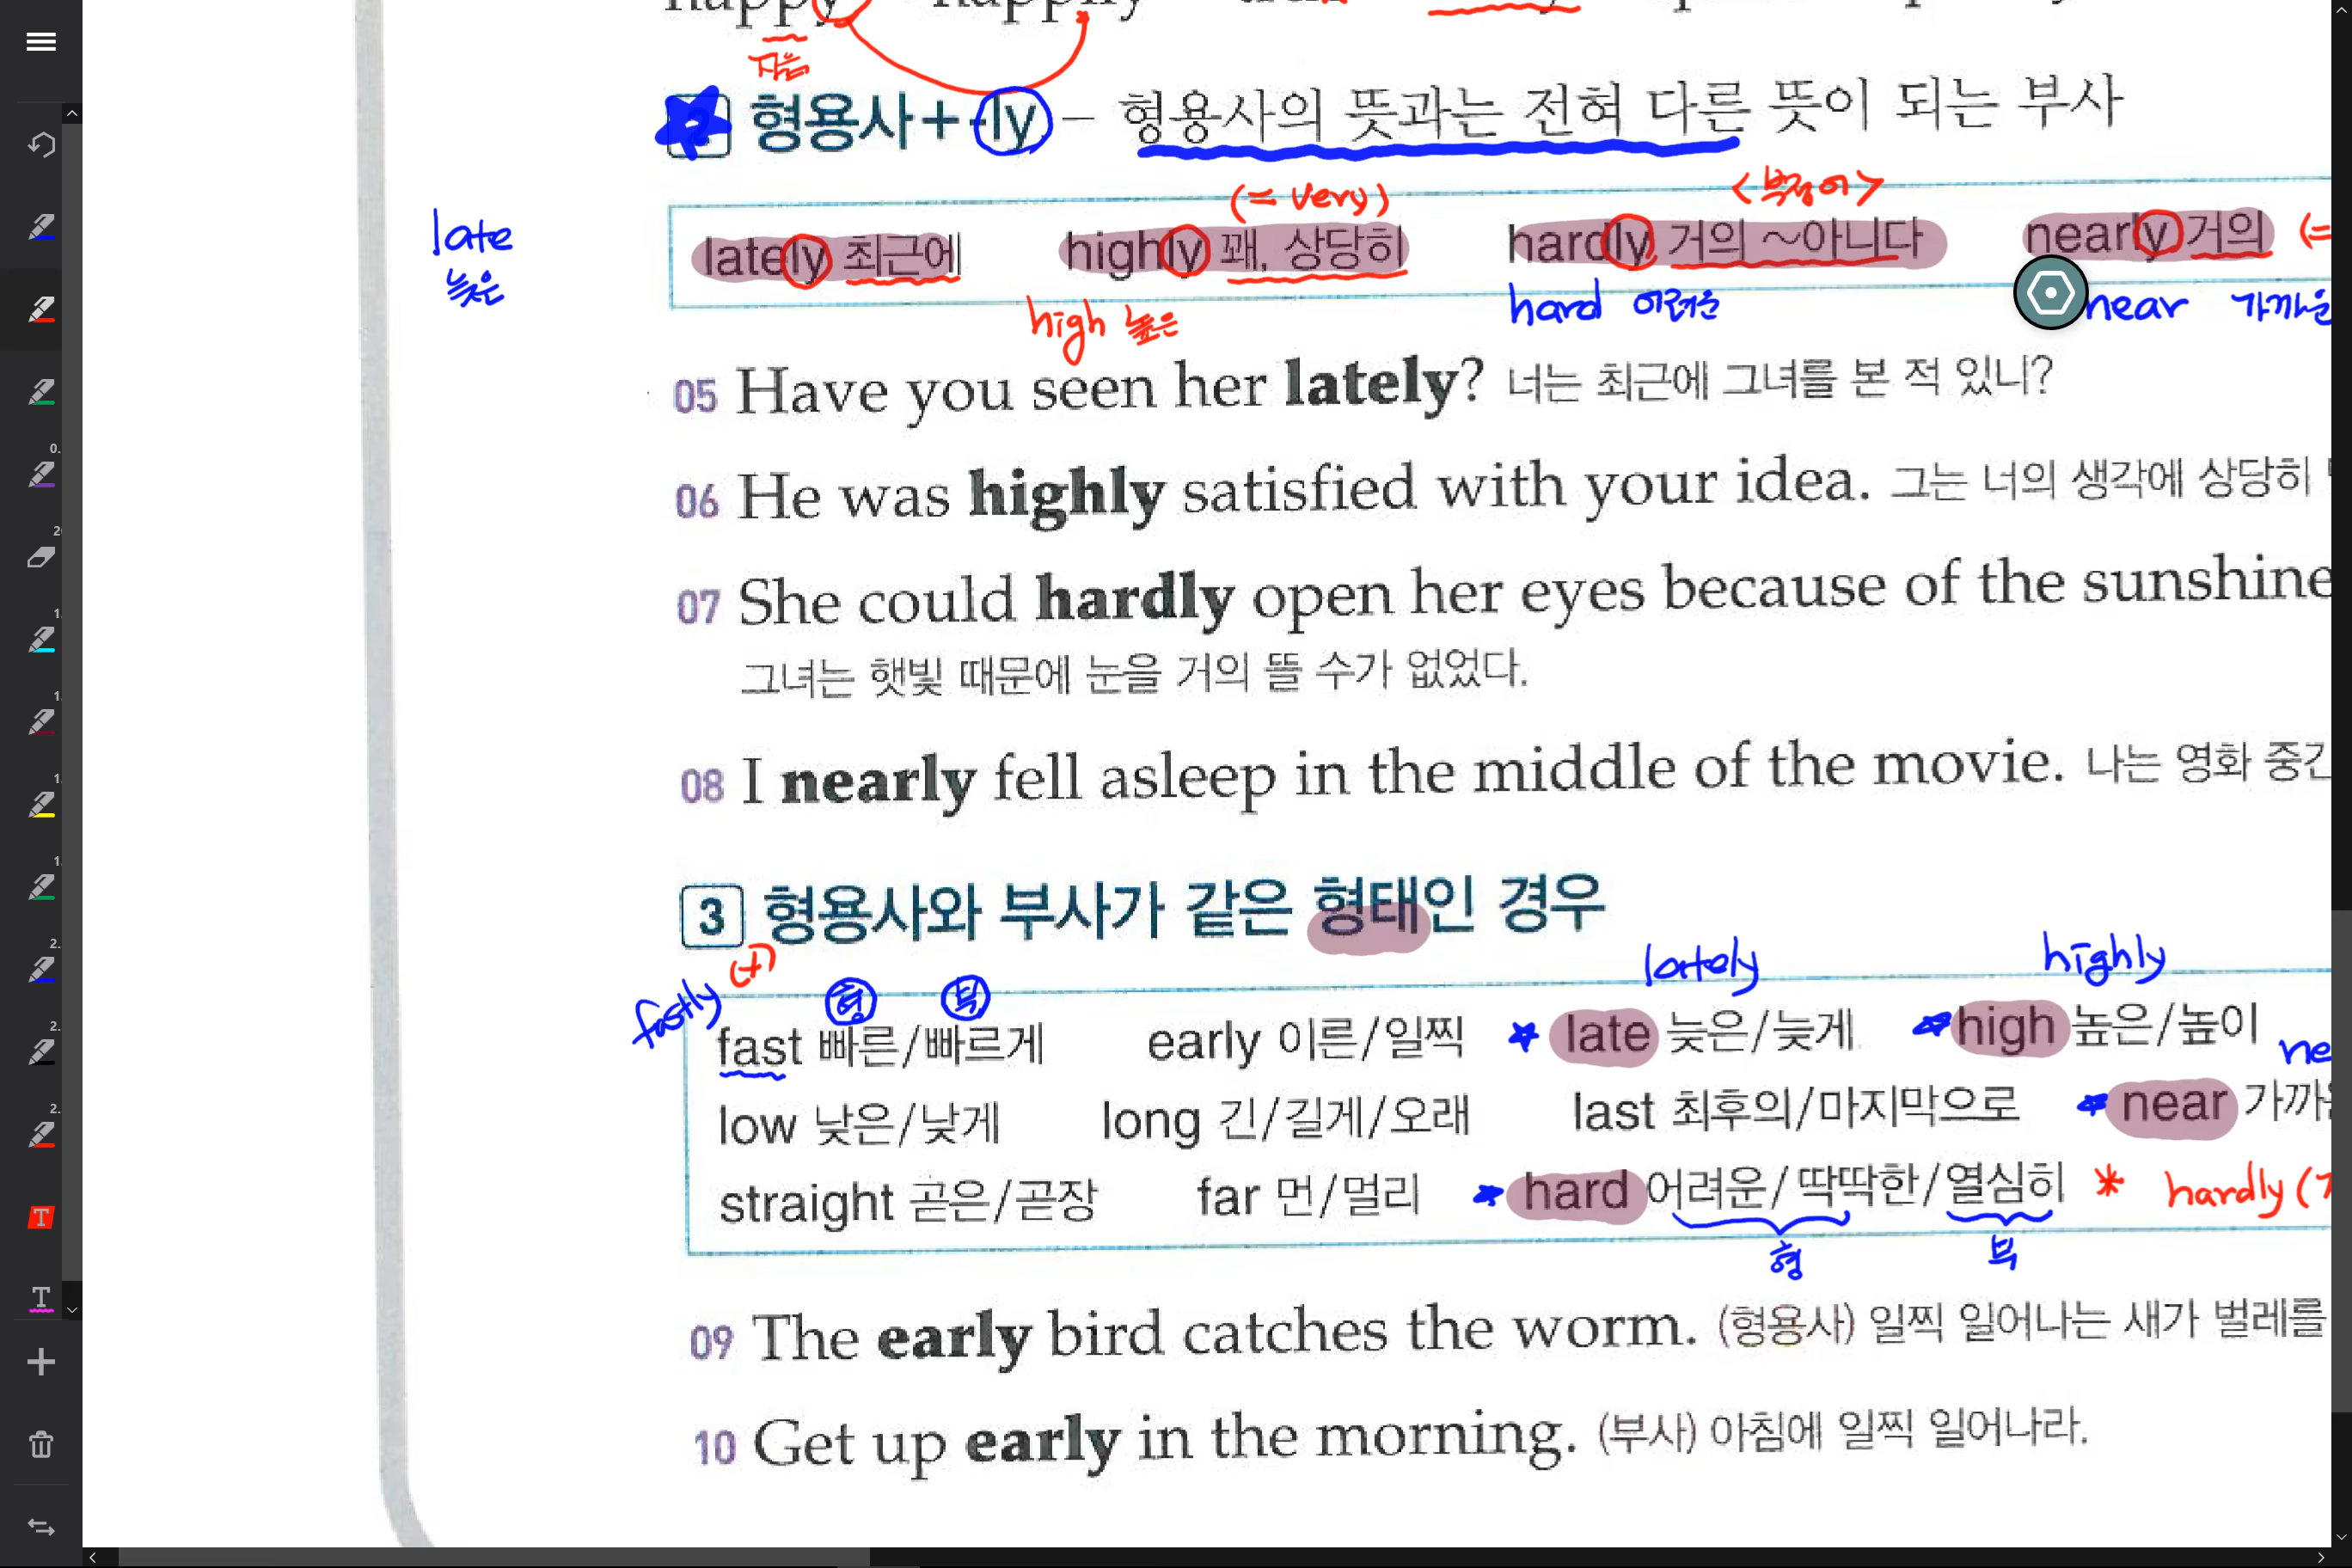 자음
형용사+-ly – 형용사의 뜻과는 전혀 다른 뜻이 되는 부사
(= very) <부정어>
late lately 최근에 highly 꽤, 상당히 hardly 거의 ~아니다 nearly 거의 (=
늦은 high 높은 hard 어려운 near 가까운
05 Have you seen her lately? 너는 최근에 그녀를 본 적 있니?
06 He was highly satisfied with your idea. 그는 너의 생각에 상당히
07 She could hardly open her eyes because of the sunshine
그녀는 햇빛 때문에 눈을 거의 뜰 수가 없었다.
08 I nearly fell asleep in the middle of the movie. 나는 영화 중간
3 형용사와 부사가 같은 형태인 경우
lately highly
fastly (x) 형 부
fast 빠른/빠르게 early 이른/일찍 late 늦은/늦게 high 높은/높이 ne
low 낮은/낮게 long 긴/길게/오래 last 최후의/마지막으로 near 가까
straight 곧은/곧장 far 먼/멀리 hard 어려운/딱딱한/열심히 * hardly (
형 부
09 The early bird catches the worm. (형용사) 일찍 일어나는 새가 벌레를
10 Get up early in the morning. (부사) 아침에 일찍 일어나라.